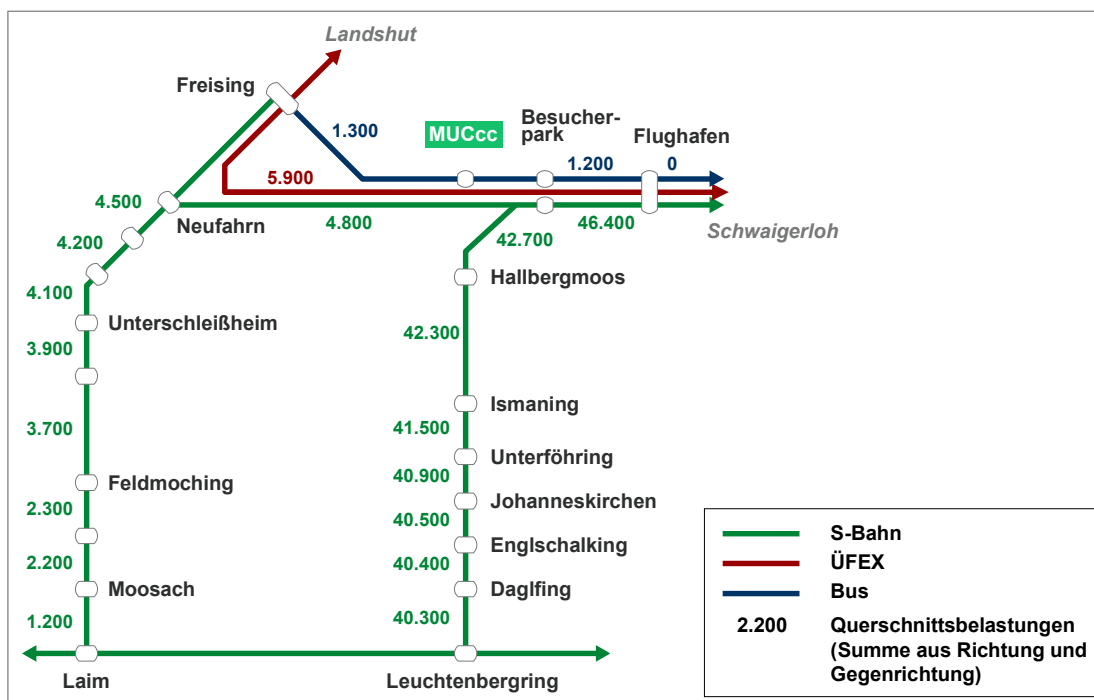 Landshut
Freising
MUCcc
Besucher-
park
Flughafen
1.300
1.200
0
5.900
4.500
Neufahrn
4.800
42.700
46.400
Schwaigerloh
4.200
Hallbergmoos
4.100
Unterschleißheim
42.300
3.900
Ismaning
3.700
41.500
Unterföhring
40.900
Feldmoching
Johanneskirchen
2.300
40.500
Englschalking
2.200
40.400
Moosach
Daglfing
1.200
40.300
Laim
Leuchtenbergring
S-Bahn
ÜFEX
Bus
2.200 Querschnittsbelastungen
(Summe aus Richtung und
Gegenrichtung)